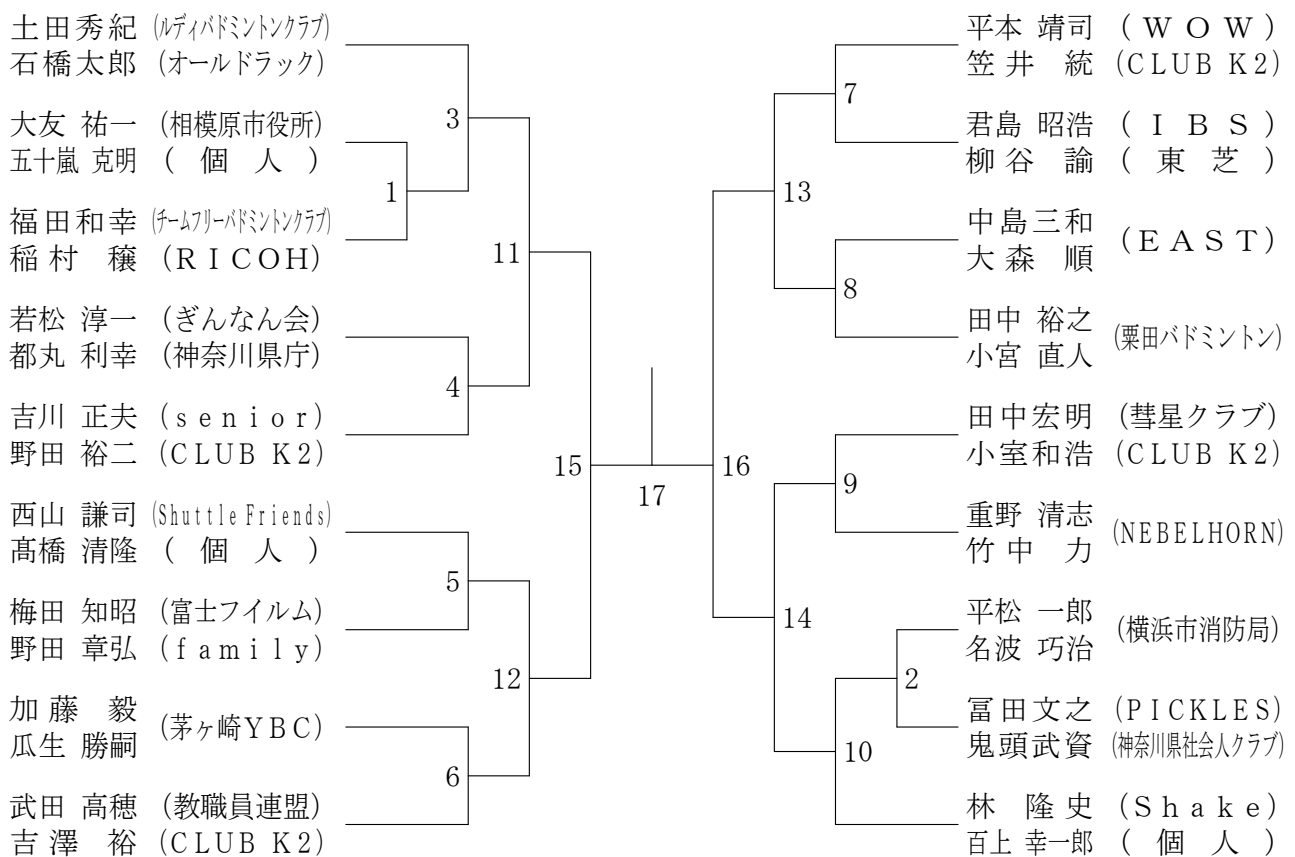 土田秀紀 (ルディバドミントンクラブ)
石橋太郎 (オールドラック)
大友 祐一 (相模原市役所)
五十嵐 克明 ( 個 人 )
福田和幸 (チームフリーバドミントンクラブ)
稲村 穣 (RICOH)
若松 淳一 (ぎんなん会)
都丸 利幸 (神奈川県庁)
吉川 正夫 (senior)
野田 裕二 (CLUB K2)
西山 謙司 (Shuttle Friends)
髙橋 清隆 ( 個 人 )
梅田 知昭 (富士フイルム)
野田 章弘 (family)
加藤 毅
瓜生 勝嗣
(茅ヶ崎YBC)
武田 高穂 (教職員連盟)
吉澤 裕 (CLUB K2)
3
1
11
4
15
5
12
6
17
16
7
13
8
9
14
2
10
平本 靖司 (WOW)
笠井 統 (CLUB K2)
君島 昭浩 (IBS)
柳谷 諭 (東芝)
中島三和
大森 順
(EAST)
田中 裕之
小宮 直人
(粟田バドミントン)
田中宏明 (彗星クラブ)
小室和浩 (CLUB K2)
重野 清志
竹中 力
(NEBELHORN)
平松 一郎
名波 巧治
(横浜市消防局)
冨田文之 (PICKLES)
鬼頭武資 (神奈川県社会人クラブ)
林 隆史 (Shake)
百上 幸一郎 ( 個 人 )